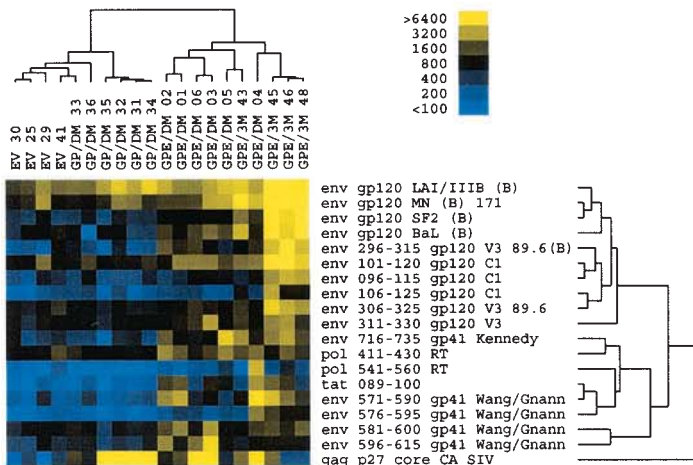 >6400
3200
1600
800
400
200
<100
EV 30
EV 25
EV 29
EV 41
GP/DM 33
GP/DM 36
GP/DM 35
GP/DM 32
GP/DM 31
GP/DM 34
GPE/DM 02
GPE/DM 01
GPE/DM 06
GPE/DM 03
GPE/DM 05
GPE/3M 43
GPE/DM 04
GPE/3M 45
GPE/3M 46
GPE/3M 48
env gp120 LAI/IIIB (B)
env gp120 MN (B) 171
env gp120 SF2 (B)
env gp120 BaL (B)
env 296-315 gp120 V3 89.6(B)
env 101-120 gp120 C1
env 096-115 gp120 C1
env 106-125 gp120 C1
env 306-325 gp120 V3 89.6
env 311-330 gp120 V3
env 716-735 gp41 Kennedy
pol 411-430 RT
pol 541-560 RT
tat 089-100
env 571-590 gp41 Wang/Gnann
env 576-595 gp41 Wang/Gnann
env 581-600 gp41 Wang/Gnann
env 596-615 gp41 Wang/Gnann
gag p27 core CA SIV